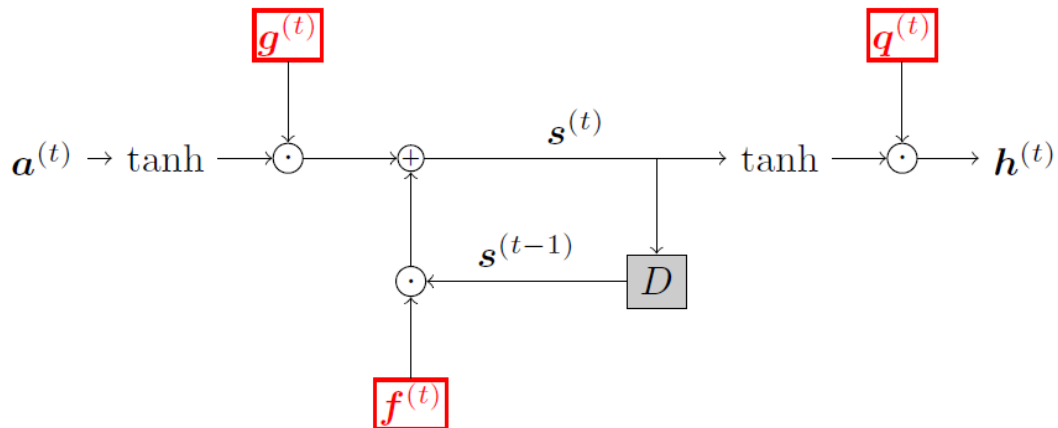 g^(t) q^(t)
s^(t)
a^(t) → tanh ⊙ + tanh ⊙ h^(t)
s^(t−1)
⊙ D
f^(t)